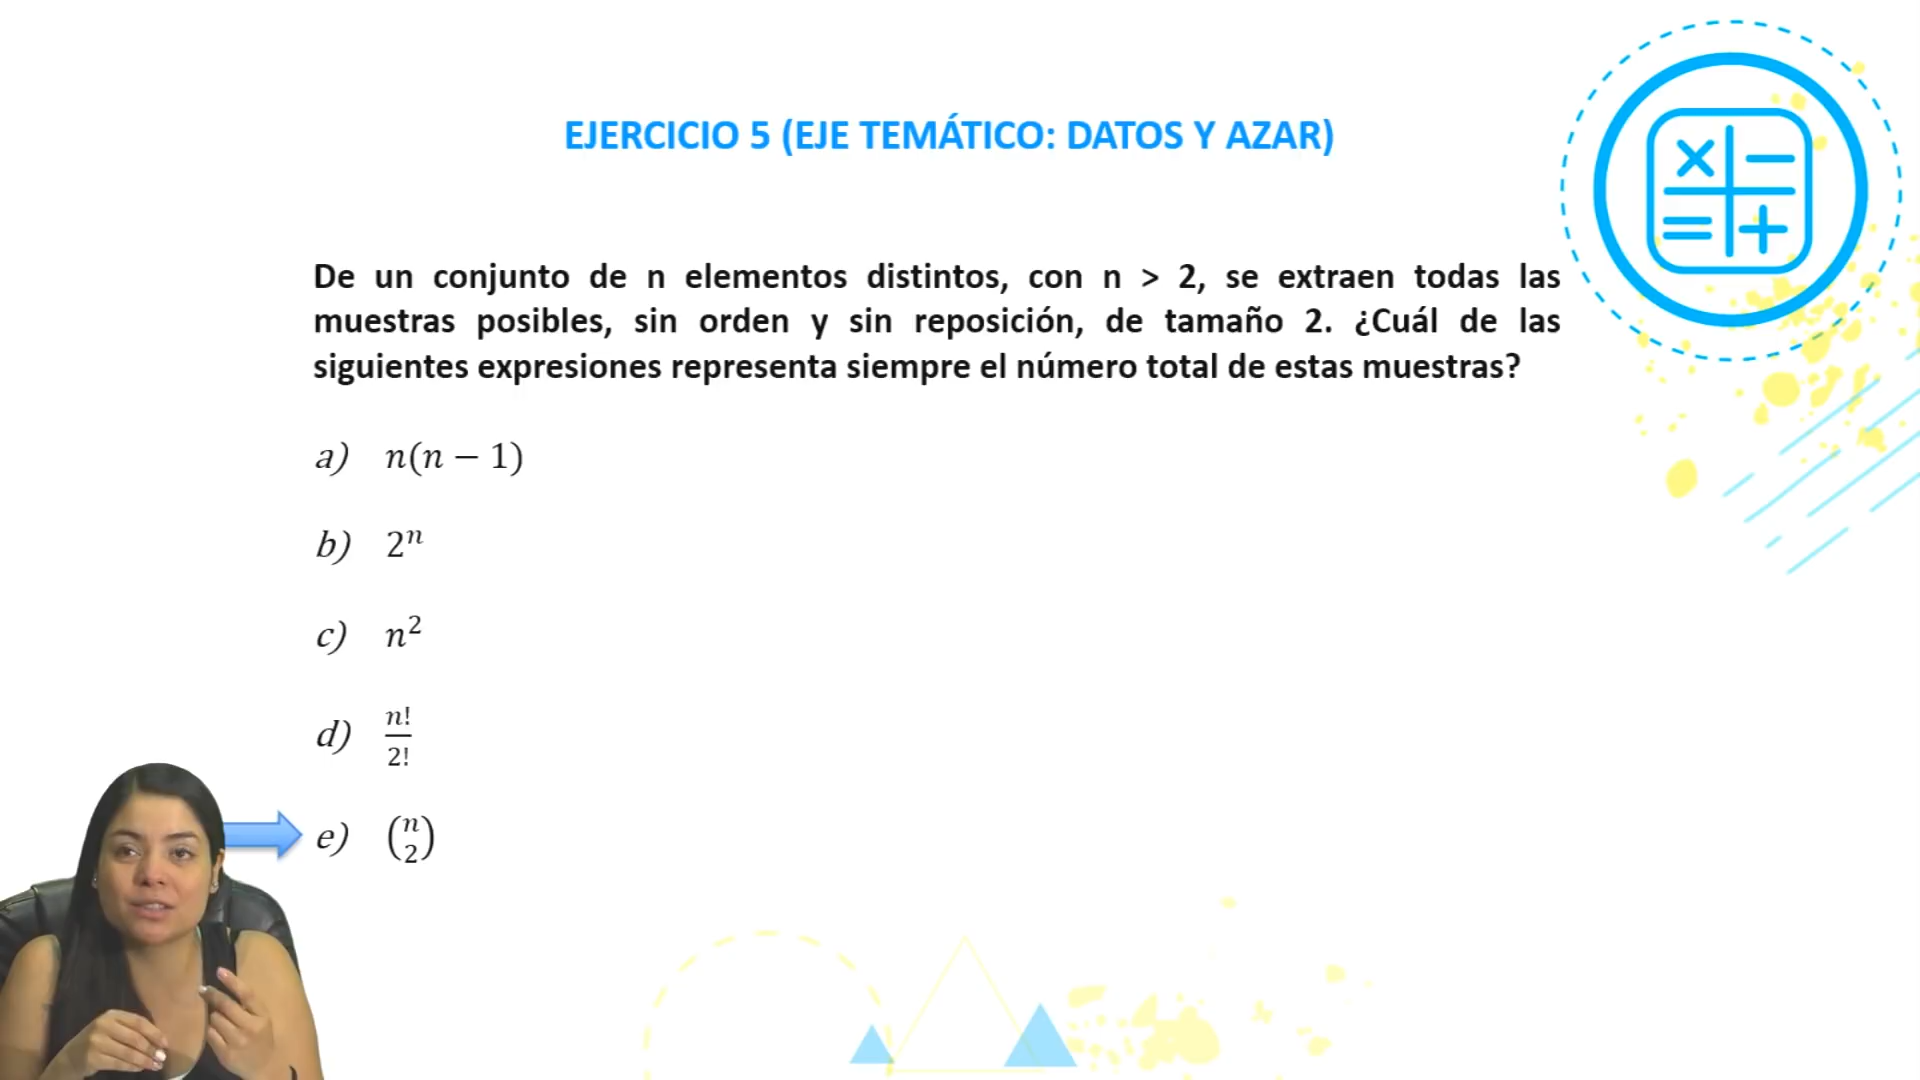 EJERCICIO 5 (EJE TEMÁTICO: DATOS Y AZAR)
De un conjunto de n elementos distintos, con n > 2, se extraen todas las
muestras posibles, sin orden y sin reposición, de tamaño 2. ¿Cuál de las
siguientes expresiones representa siempre el número total de estas muestras?
a) n(n − 1)
b) 2ⁿ
c) n²
d) n!/2!
e) (n 2)